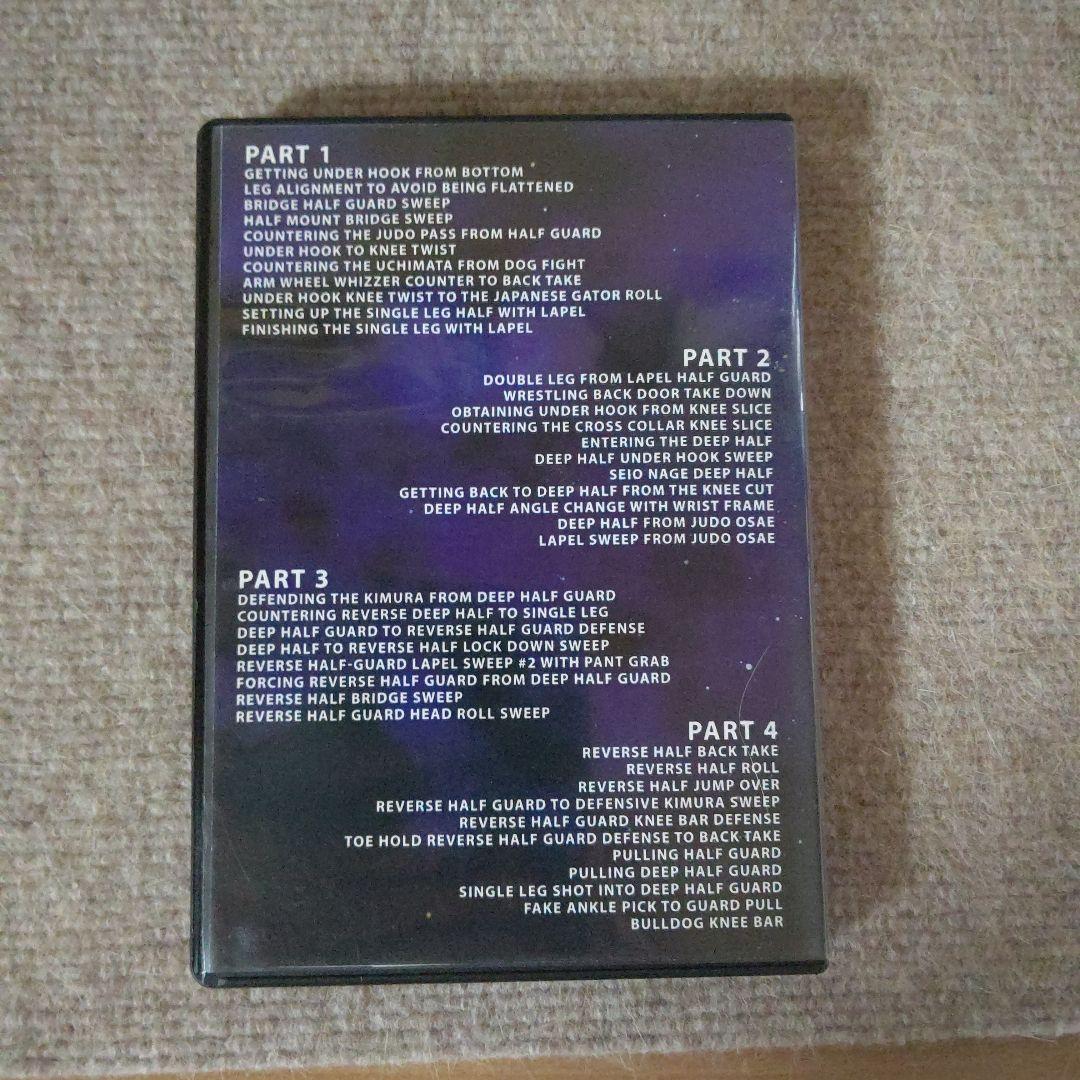 PART 1
GETTING UNDER HOOK FROM BOTTOM
LEG ALIGNMENT TO AVOID BEING FLATTENED
BRIDGE HALF GUARD SWEEP
HALF MOUNT BRIDGE SWEEP
COUNTERING THE JUDO PASS FROM HALF GUARD
UNDER HOOK TO KNEE TWIST
COUNTERING THE UCHIMATA FROM DOG FIGHT
ARM WHEEL WHIZZER COUNTER TO BACK TAKE
UNDER HOOK KNEE TWIST TO THE JAPANESE GATOR ROLL
SETTING UP THE SINGLE LEG HALF WITH LAPEL
FINISHING THE SINGLE LEG WITH LAPEL
PART 2
DOUBLE LEG FROM LAPEL HALF GUARD
WRESTLING BACK DOOR TAKE DOWN
OBTAINING UNDER HOOK FROM KNEE SLICE
COUNTERING THE CROSS COLLAR KNEE SLICE
ENTERING THE DEEP HALF
DEEP HALF UNDER HOOK SWEEP
SEIO NAGE DEEP HALF
GETTING BACK TO DEEP HALF FROM THE KNEE CUT
DEEP HALF ANGLE CHANGE WITH WRIST FRAME
DEEP HALF FROM JUDO OSAE
LAPEL SWEEP FROM JUDO OSAE
PART 3
DEFENDING THE KIMURA FROM DEEP HALF GUARD
COUNTERING REVERSE DEEP HALF TO SINGLE LEG
DEEP HALF GUARD TO REVERSE HALF GUARD DEFENSE
DEEP HALF TO REVERSE HALF LOCK DOWN SWEEP
REVERSE HALF-GUARD LAPEL SWEEP #2 WITH PANT GRAB
FORCING REVERSE HALF GUARD FROM DEEP HALF GUARD
REVERSE HALF BRIDGE SWEEP
REVERSE HALF GUARD HEAD ROLL SWEEP
PART 4
REVERSE HALF BACK TAKE
REVERSE HALF ROLL
REVERSE HALF JUMP OVER
REVERSE HALF GUARD TO DEFENSIVE KIMURA SWEEP
REVERSE HALF GUARD KNEE BAR DEFENSE
TOE HOLD REVERSE HALF GUARD DEFENSE TO BACK TAKE
PULLING HALF GUARD
PULLING DEEP HALF GUARD
SINGLE LEG SHOT INTO DEEP HALF GUARD
FAKE ANKLE PICK TO GUARD PULL
BULLDOG KNEE BAR